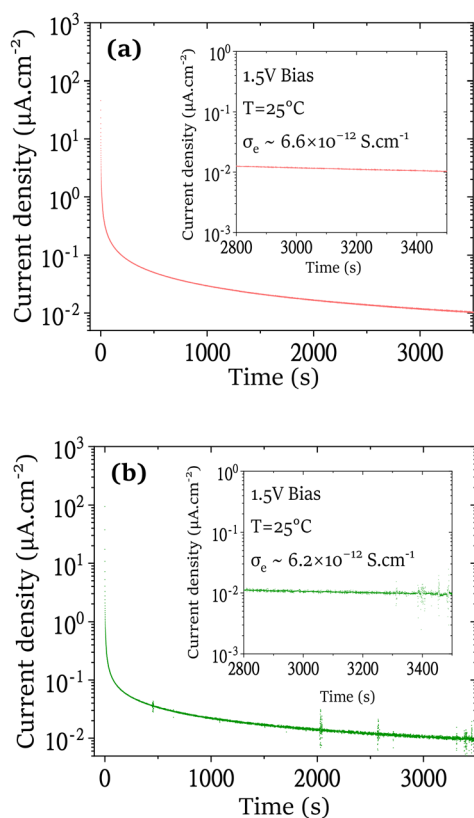 (a)
Current density (µA.cm⁻²)
10³
10²
10¹
10⁰
10⁻¹
10⁻²
0 1000 2000 3000
Time (s)
Current density (µA.cm⁻²)
10⁰
10⁻¹
10⁻²
10⁻³
1.5V Bias
T=25°C
σₑ ~ 6.6×10⁻¹² S.cm⁻¹
2800 3000 3200 3400
Time (s)
(b)
Current density (µA.cm⁻²)
10³
10²
10¹
10⁰
10⁻¹
10⁻²
0 1000 2000 3000
Time (s)
Current density (µA.cm⁻²)
10⁰
10⁻¹
10⁻²
10⁻³
1.5V Bias
T=25°C
σₑ ~ 6.2×10⁻¹² S.cm⁻¹
2800 3000 3200 3400
Time (s)